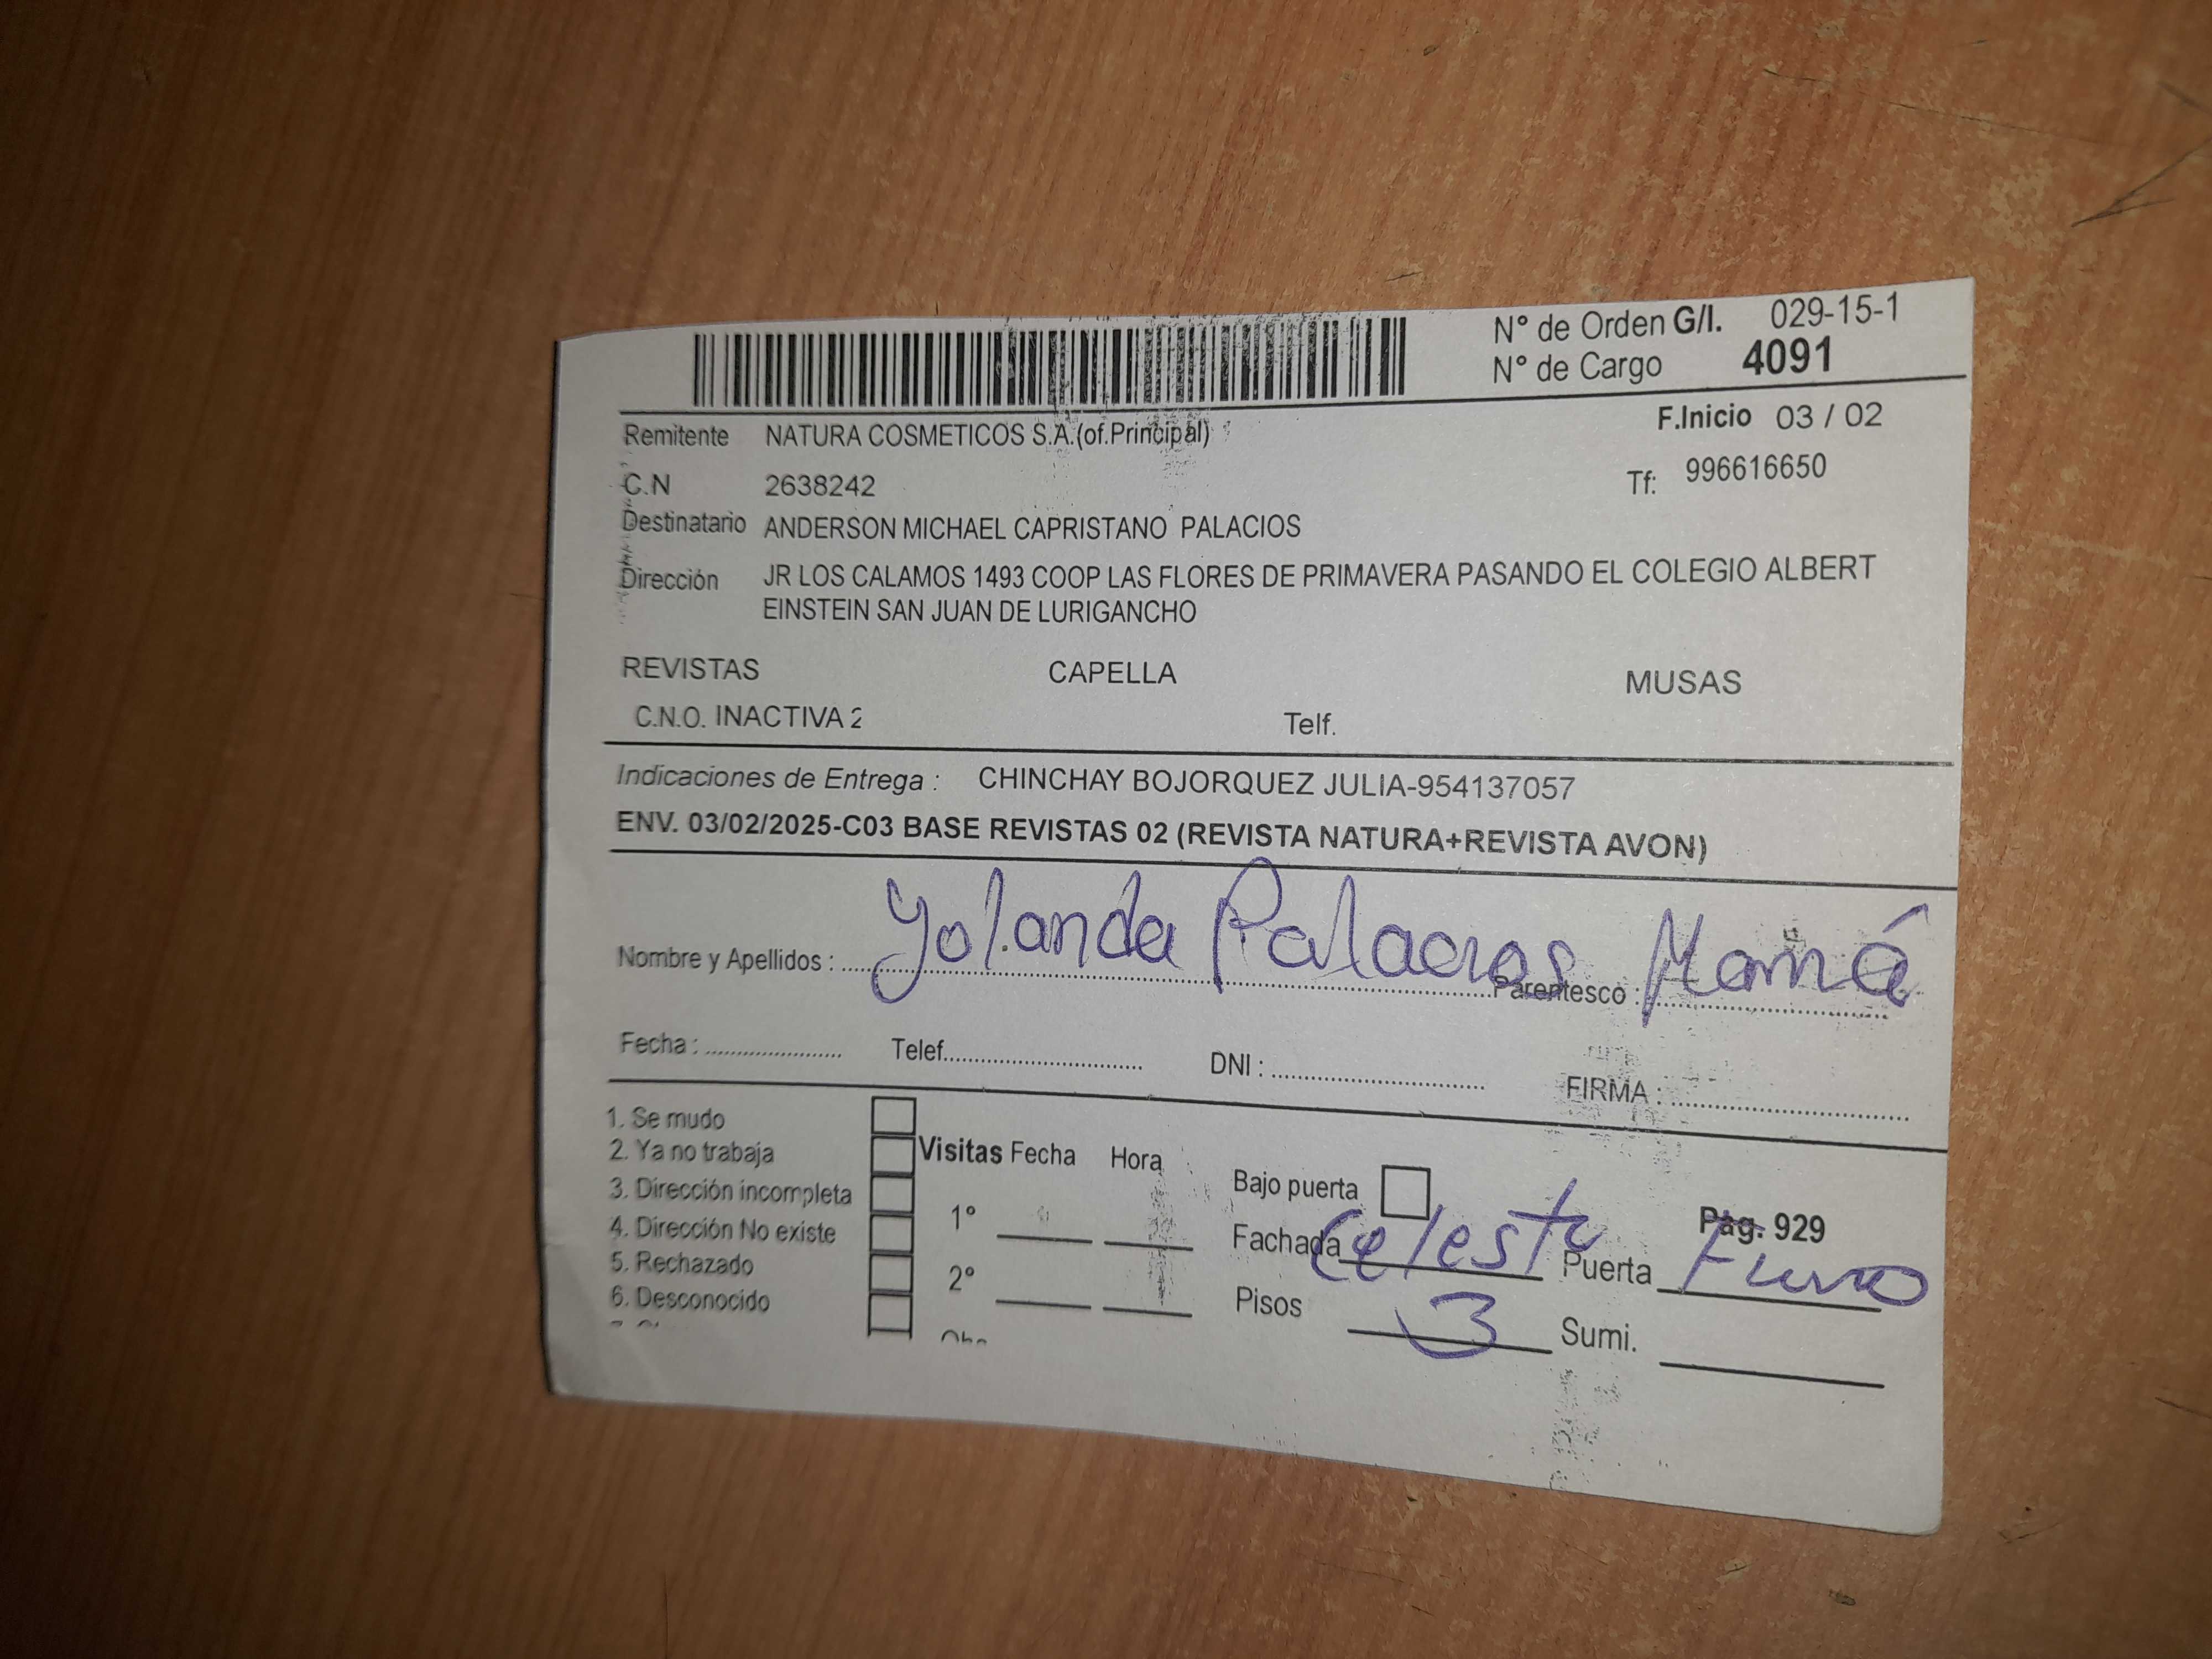 N° de Orden G/I. 029-15-1
N° de Cargo 4091
F.Inicio 03 / 02
Remitente NATURA COSMETICOS S.A.(of.Principal)
C.N 2638242 Tf: 996616650
Destinatario ANDERSON MICHAEL CAPRISTANO PALACIOS
Dirección JR LOS CALAMOS 1493 COOP LAS FLORES DE PRIMAVERA PASANDO EL COLEGIO ALBERT
EINSTEIN SAN JUAN DE LURIGANCHO
REVISTAS CAPELLA MUSAS
C.N.O. INACTIVA 2 Telf.
Indicaciones de Entrega : CHINCHAY BOJORQUEZ JULIA-954137057
ENV. 03/02/2025-C03 BASE REVISTAS 02 (REVISTA NATURA+REVISTA AVON)
Nombre y Apellidos : Yolanda Palacios Parentesco : Mamá
Fecha : Telef. DNI : FIRMA :
1. Se mudo
2. Ya no trabaja Visitas Fecha Hora
3. Dirección incompleta Bajo puerta
4. Dirección No existe 1° Pag. 929
5. Rechazado Fachada Celeste Puerta
6. Desconocido 2° Pisos 3 Sumi.